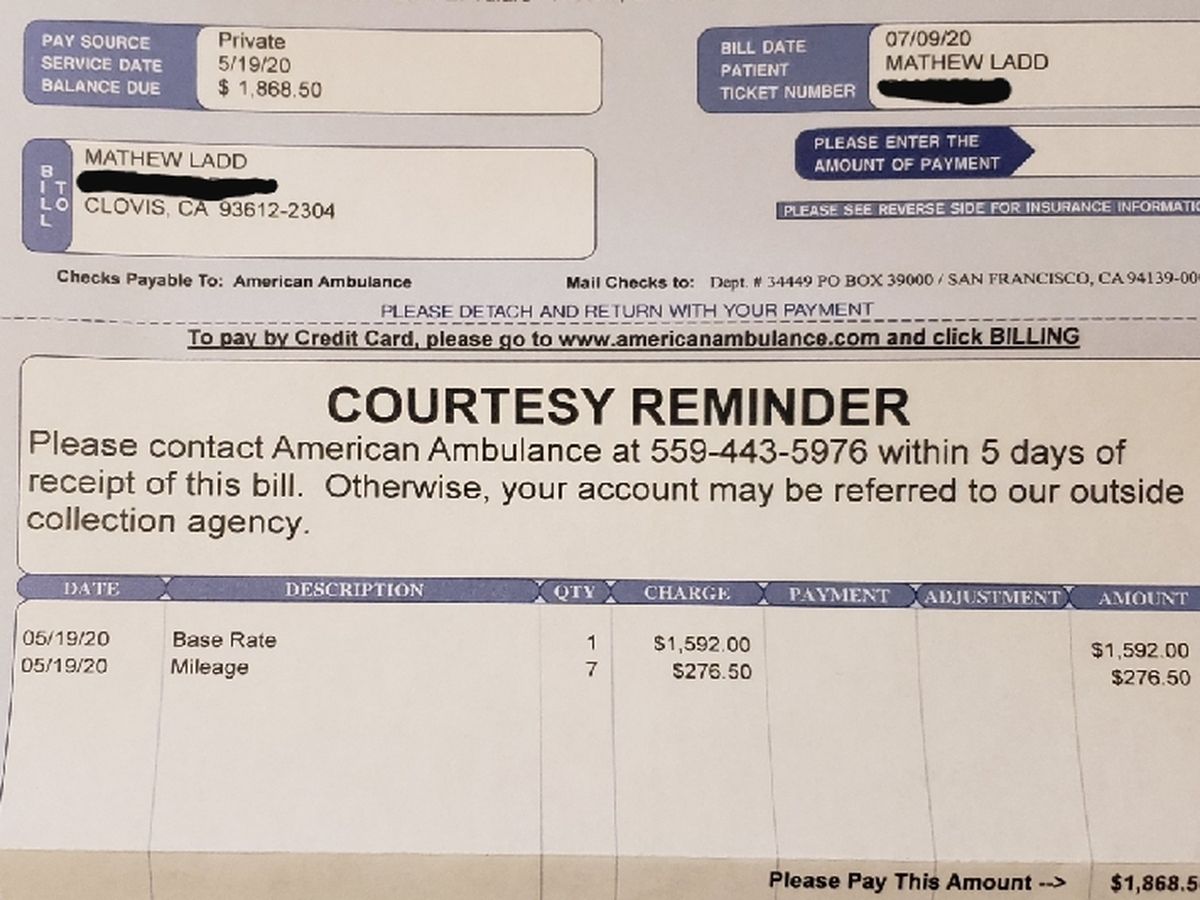 PAY SOURCE Private
SERVICE DATE 5/19/20
BALANCE DUE $ 1,868.50
BILL DATE 07/09/20
PATIENT MATHEW LADD
TICKET NUMBER
BILL TO
MATHEW LADD
CLOVIS, CA 93612-2304
PLEASE ENTER THE
AMOUNT OF PAYMENT
PLEASE SEE REVERSE SIDE FOR INSURANCE
Checks Payable To: American Ambulance Mail Checks to: Dept. # 34449 PO BOX 39000 / SAN FRANCISCO, CA
PLEASE DETACH AND RETURN WITH YOUR PAYMENT
To pay by Credit Card, please go to www.americanambulance.com and click BILLING
COURTESY REMINDER
Please contact American Ambulance at 559-443-5976 within 5 days of
receipt of this bill. Otherwise, your account may be referred to our outside
collection agency.
DATE DESCRIPTION QTY CHARGE PAYMENT ADJUSTMENT AMOUNT
05/19/20 Base Rate 1 $1,592.00 $1,592.00
05/19/20 Mileage 7 $276.50 $276.50
Please Pay This Amount --> $1,868.5